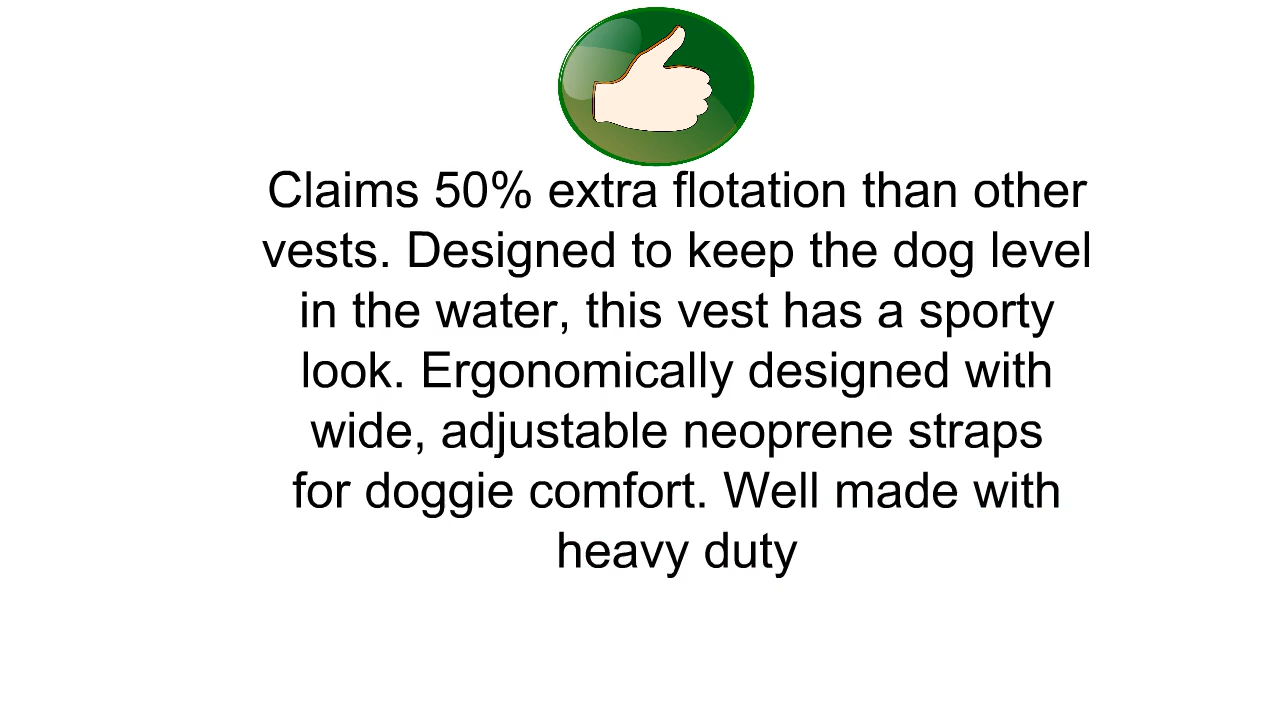 Claims 50% extra flotation than other
vests. Designed to keep the dog level
in the water, this vest has a sporty
look. Ergonomically designed with
wide, adjustable neoprene straps
for doggie comfort. Well made with
heavy duty